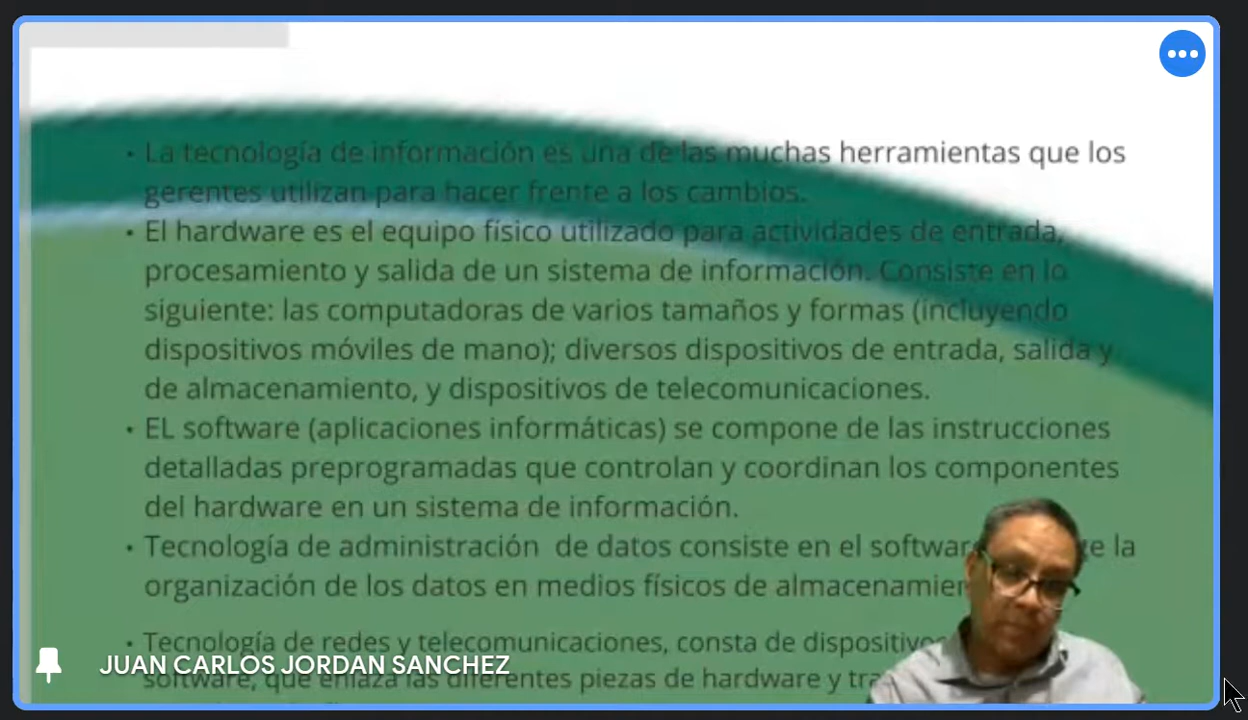 • La tecnología de información es una de las muchas herramientas que los
gerentes utilizan para hacer frente a los cambios.
• El hardware es el equipo físico utilizado para actividades de entrada,
procesamiento y salida de un sistema de información. Consiste en lo
siguiente: las computadoras de varios tamaños y formas (incluyendo
dispositivos móviles de mano); diversos dispositivos de entrada, salida y
de almacenamiento, y dispositivos de telecomunicaciones.
• EL software (aplicaciones informáticas) se compone de las instrucciones
detalladas preprogramadas que controlan y coordinan los componentes
del hardware en un sistema de información.
• Tecnología de administración de datos consiste en el softwar la
organización de los datos en medios físicos de almacenamien
• Tecnología de redes y telecomunicaciones, consta de dispositivo
JUAN CARLOS JORDAN SANCHEZ
software, que enlaza las diferentes piezas de hardware y tra